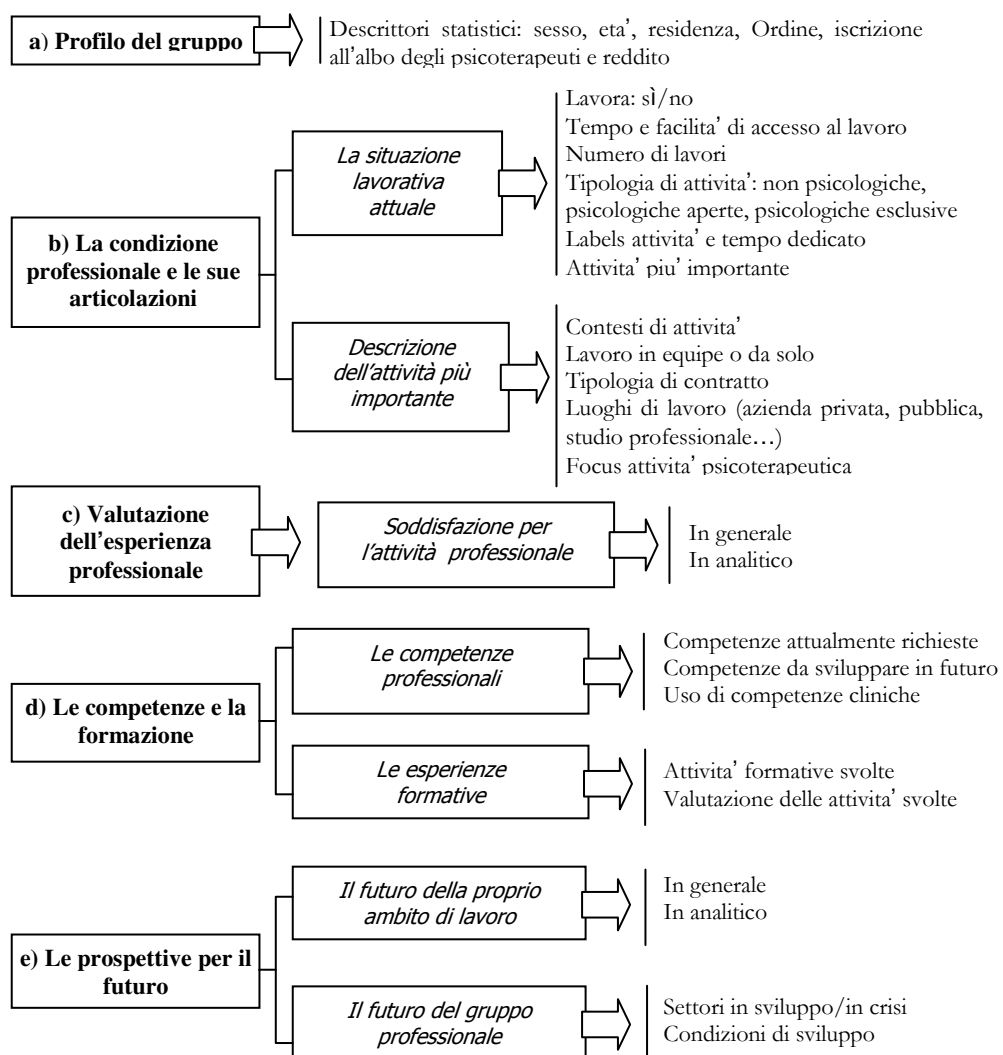 a) Profilo del gruppo
Descrittori statistici: sesso, eta’, residenza, Ordine, iscrizione
all’albo degli psicoterapeuti e reddito
b) La condizione
professionale e le sue
articolazioni
La situazione
lavorativa
attuale
Lavora: sì/no
Tempo e facilita’ di accesso al lavoro
Numero di lavori
Tipologia di attivita’: non psicologiche,
psicologiche aperte, psicologiche esclusive
Labels attivita’ e tempo dedicato
Attivita’ piu’ importante
Descrizione
dell’attività più
importante
Contesti di attivita’
Lavoro in equipe o da solo
Tipologia di contratto
Luoghi di lavoro (azienda privata, pubblica,
studio professionale…)
Focus attivita’ psicoterapeutica
c) Valutazione
dell’esperienza
professionale
Soddisfazione per
l’attività professionale
In generale
In analitico
d) Le competenze e la
formazione
Le competenze
professionali
Competenze attualmente richieste
Competenze da sviluppare in futuro
Uso di competenze cliniche
Le esperienze
formative
Attivita’ formative svolte
Valutazione delle attivita’ svolte
e) Le prospettive per il
futuro
Il futuro della proprio
ambito di lavoro
In generale
In analitico
Il futuro del gruppo
professionale
Settori in sviluppo/in crisi
Condizioni di sviluppo